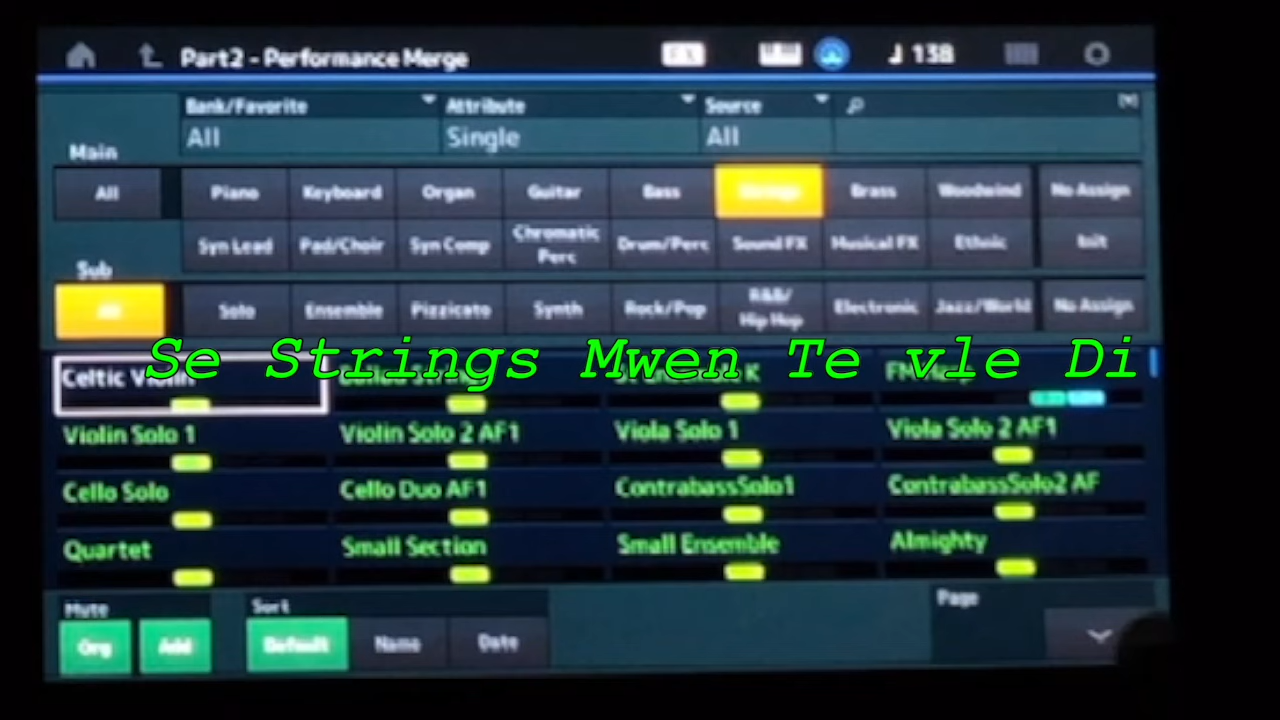 Part2 - Performance Merge
138
Bank/Favorite Attribute Source
All Single All
Main
All Piano Keyboard Organ Guitar Bass Strings Brass Woodwind No Assign
Syn Lead Pad/Choir Syn Comp Chromatic Perc Drum/Perc Sound FX Musical FX Ethnic Init
Sub
All Solo Ensemble Pizzicato Synth Rock/Pop R&B/ Hip Hop Electronic Jazz/World No Assign
Se Strings Mwen Te vle Di
Celtic Violin
Violin Solo 1 Violin Solo 2 AF1 Viola Solo 1 Viola Solo 2 AF1
Cello Solo Cello Duo AF1 ContrabassSolo1 ContrabassSolo2 AF
Quartet Small Section Small Ensemble Almighty
Mute Sort Page
Org Add Default Name Date